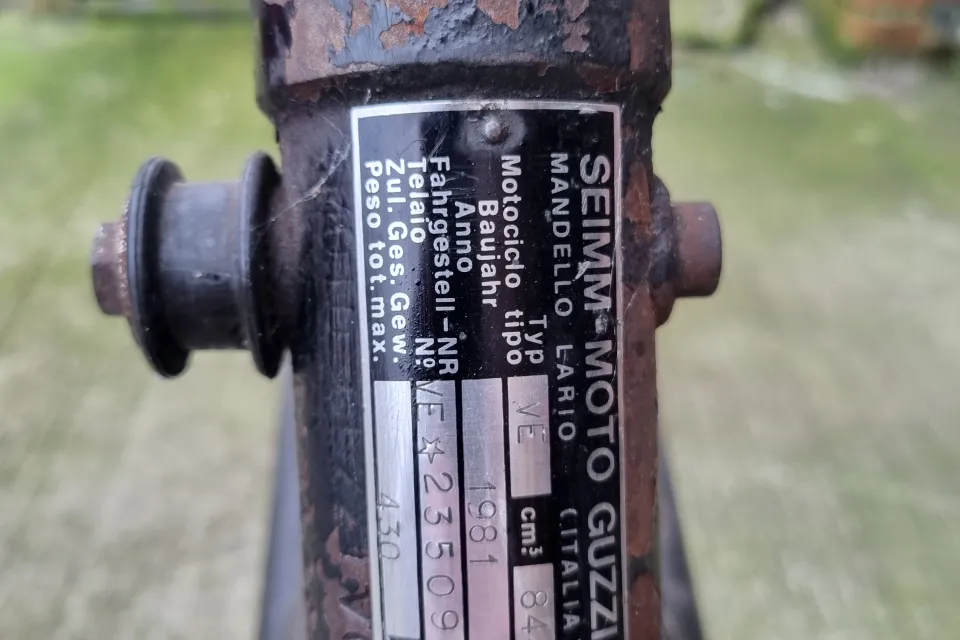 SEIMM-MOTO GUZZI
MANDELLO LARIO (ITALIA
Typ
Motociclo tipo VE cm³ 84
Baujahr
Anno 1981
Fahrgestell-NR
Telaio Nº VE☆23509
Zul. Ges. Gew.
Peso tot. max. 430